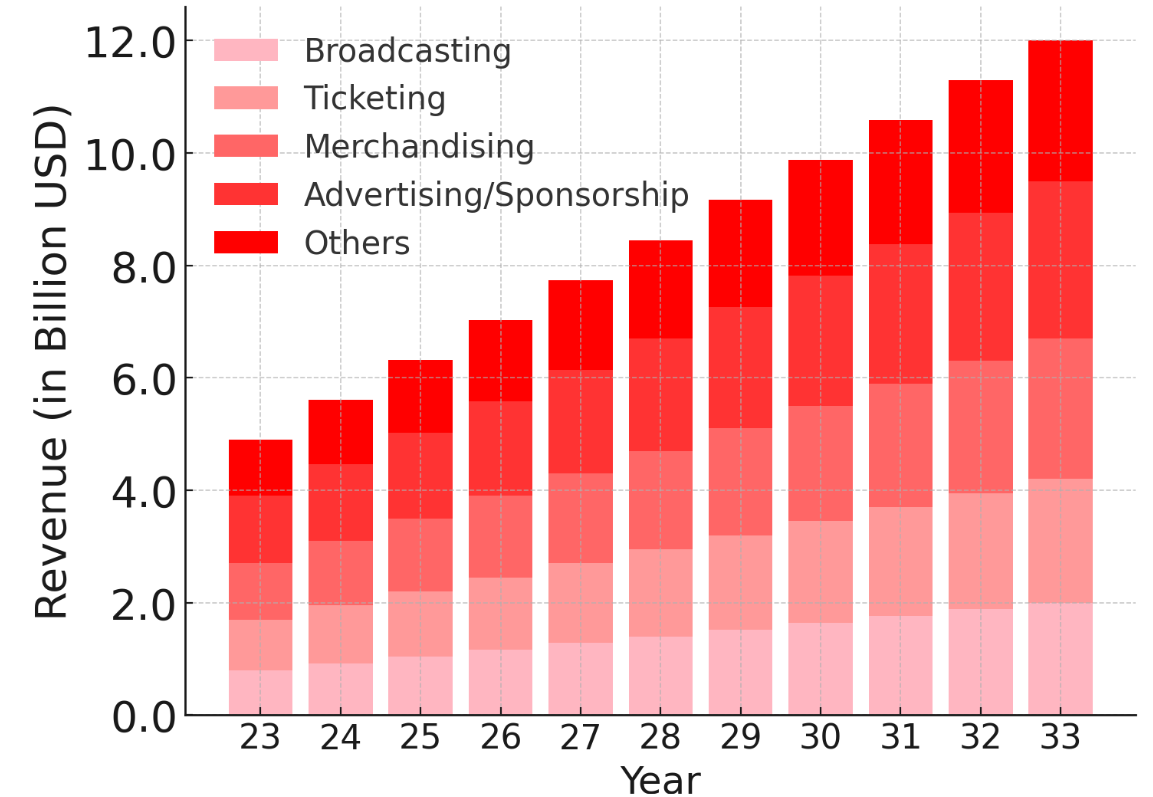 Broadcasting
Ticketing
Merchandising
Advertising/Sponsorship
Others
Revenue (in Billion USD)
12.0
10.0
8.0
6.0
4.0
2.0
0.0
23 24 25 26 27 28 29 30 31 32 33
Year